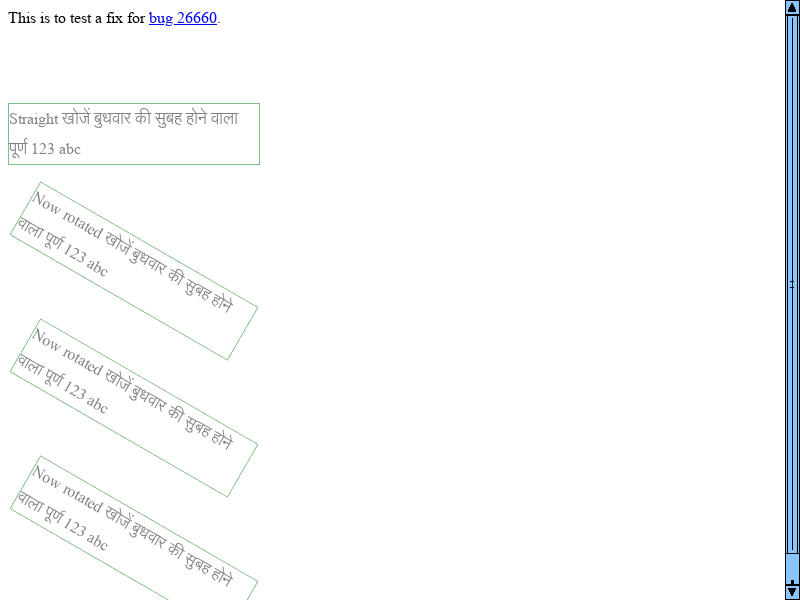 This is to test a fix for bug 26660.
Straight खोजें बुधवार की सुबह होने वाला
पूर्ण 123 abc
Now rotated खोजें बुधवार की सुबह होने
वाला पूर्ण 123 abc
Now rotated खोजें बुधवार की सुबह होने
वाला पूर्ण 123 abc
Now rotated खोजें बुधवार की सुबह होने
वाला पूर्ण 123 abc